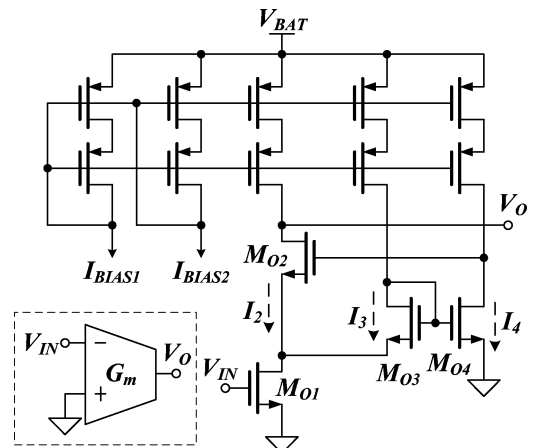 V_BAT
V_O
I_BIAS1 I_BIAS2
M_O2
I_2 I_3 I_4
M_O3 M_O4
V_IN M_O1
V_IN − G_m + V_O